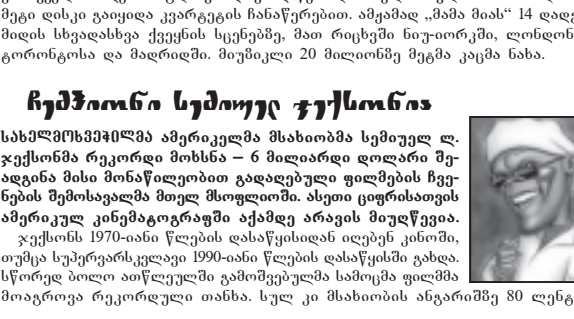 მეტი დისკი გაიყიდა კვარტეტის ჩანაწერებით. ამჟამად „მამა მიას“ 14 დადგ
მიდის სხვადასხვა ქვეყნის სცენებზე, მათ რიცხვში ნიუ-იორკში, ლონდონ
ტორონტოსა და მადრიდში. მიუზიკლი 20 მილიონზე მეტმა კაცმა ნახა.
ჩემპიონი სემიუელ ჯექსონია
სახელმოხვეჭილმა ამერიკელმა მსახიობმა სემიუელ ლ.
ჯექსონმა რეკორდი მოხსნა – 6 მილიარდი დოლარი შე-
ადგინა მისი მონაწილეობით გადაღებული ფილმების ჩვე-
ნების შემოსავალმა მთელ მსოფლიოში. ასეთი ციფრისათვის
ამერიკულ კინემატოგრაფში აქამდე არავის მიუღწევია.
ჯექსონს 1970-იანი წლების დასაწყისიდან იღებენ კინოში,
თუმცა სუპერვარსკვლავი 1990-იანი წლების დასაწყისში გახდა.
სწორედ ბოლო ათწლეულში გამოშვებულმა სამოცმა ფილმმა
მოაგროვა რეკორდული თანხა. სულ კი მსახიობის ანგარიშზე 80 ლენტ